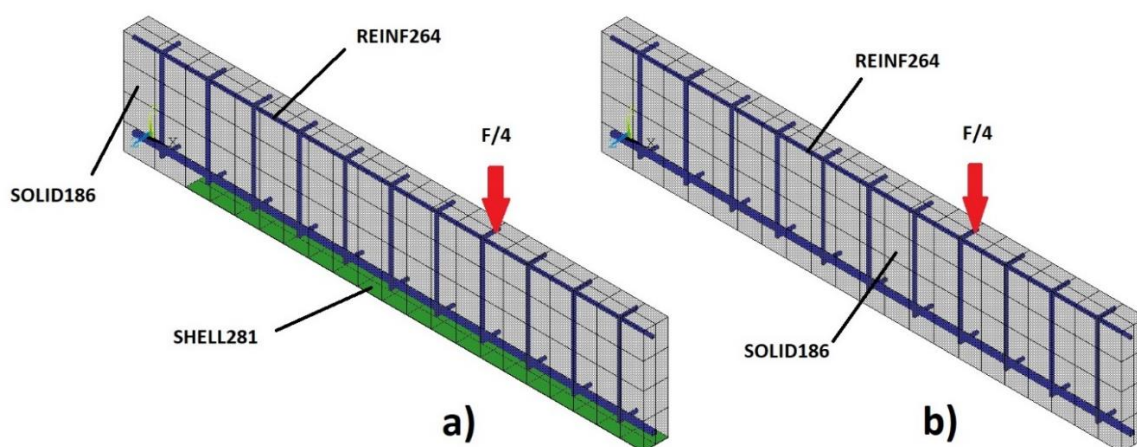 REINF264
F/4
SOLID186
SHELL281
a)
REINF264
F/4
SOLID186
b)
X
X